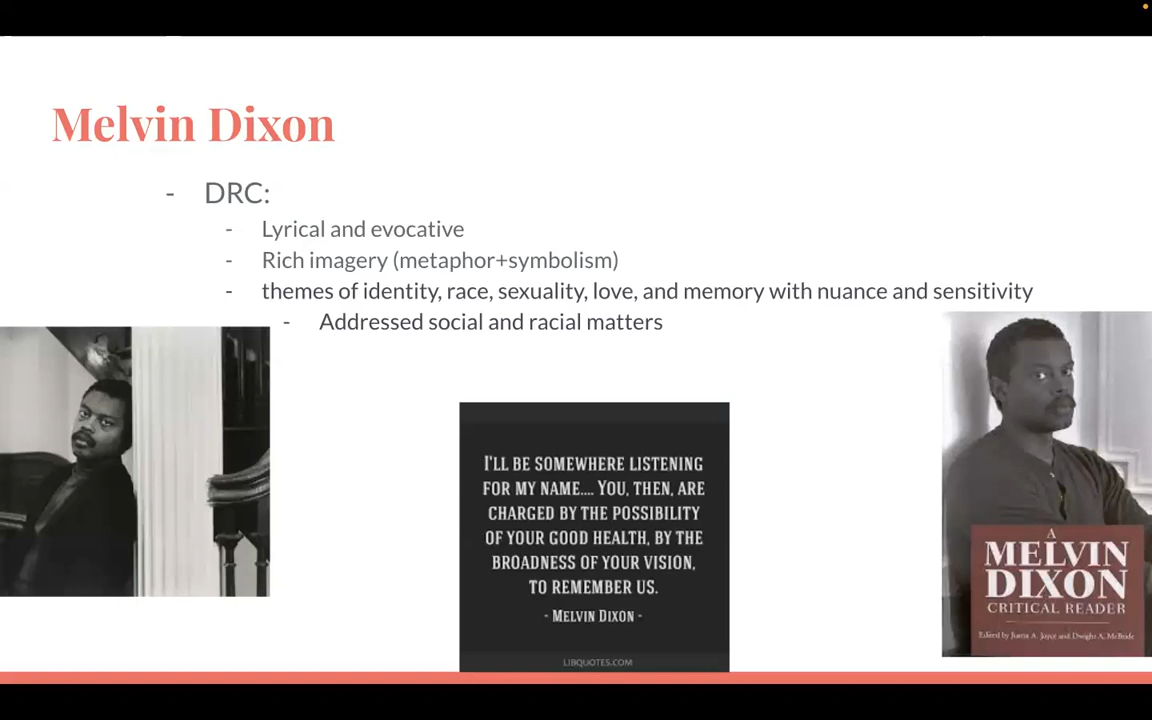 Melvin Dixon
- DRC:
- Lyrical and evocative
- Rich imagery (metaphor+symbolism)
- themes of identity, race, sexuality, love, and memory with nuance and sensitivity
- Addressed social and racial matters
I'LL BE SOMEWHERE LISTENING
FOR MY NAME.... YOU, THEN, ARE
CHARGED BY THE POSSIBILITY
OF YOUR GOOD HEALTH, BY THE
BROADNESS OF YOUR VISION,
TO REMEMBER US.
- MELVIN DIXON -
LIBQUOTES.COM
A
MELVIN
DIXON
CRITICAL READER
Edited by Justin A. Joyce and Dwight A. McBride